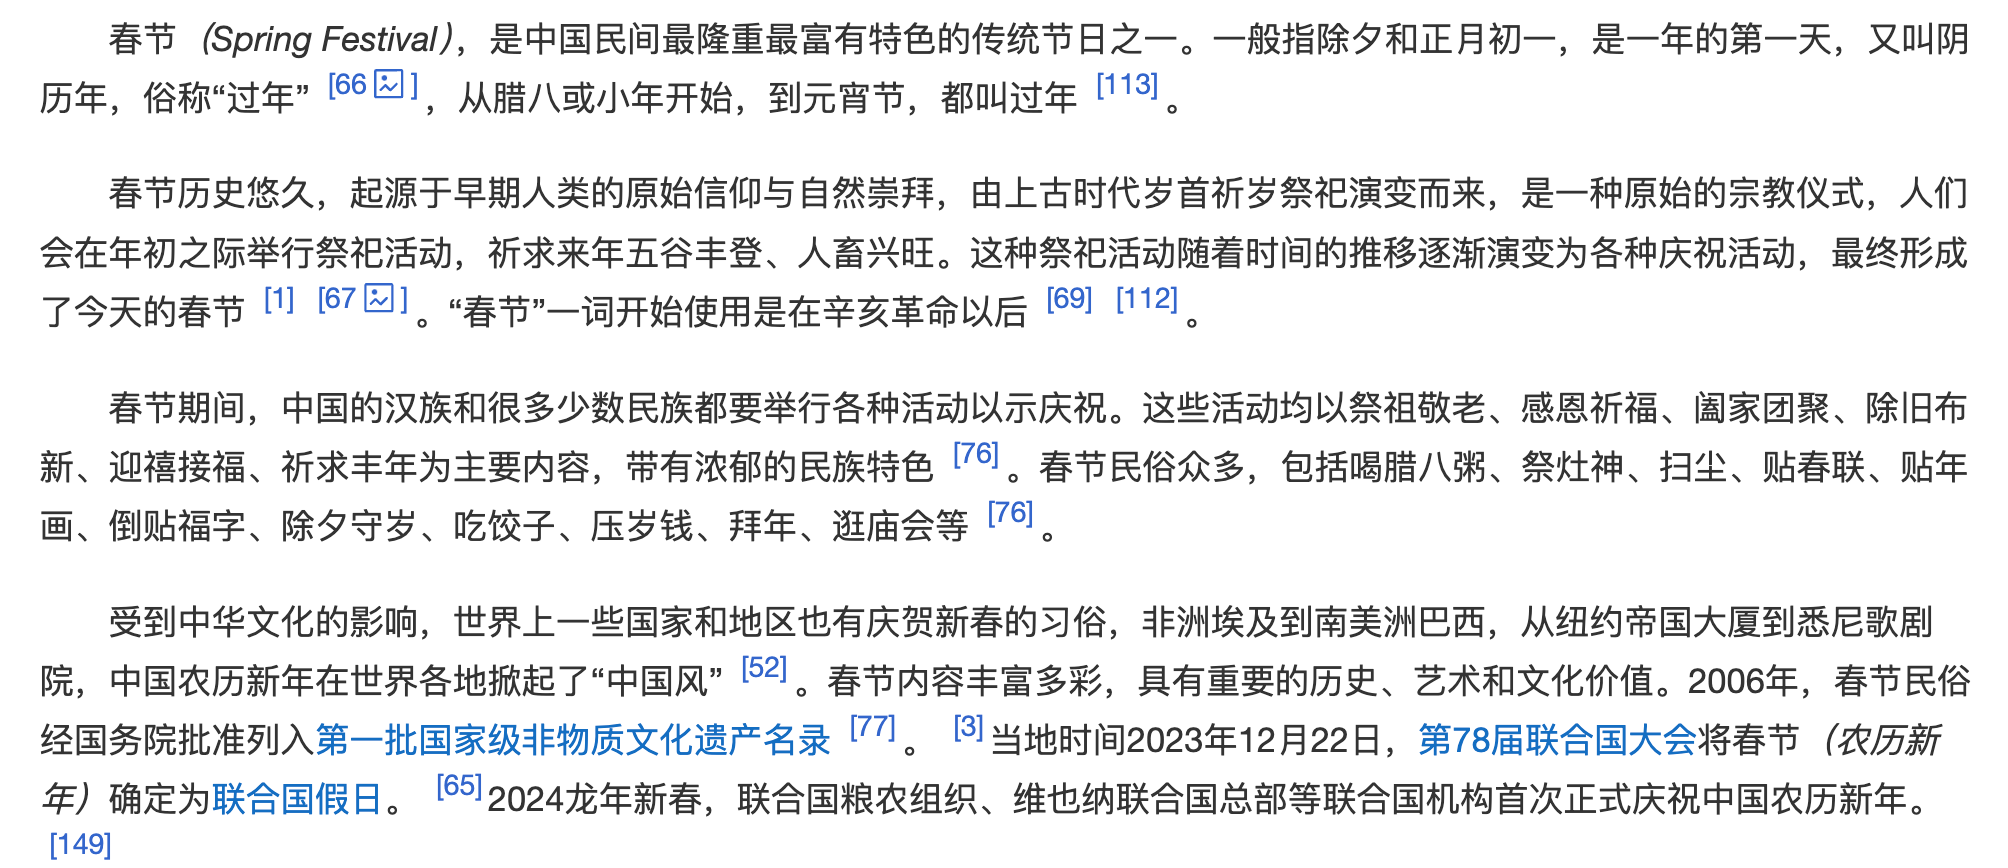 春节（Spring Festival），是中国民间最隆重最富有特色的传统节日之一。一般指除夕和正月初一，是一年的第一天，又叫阴
历年，俗称“过年” [66]，从腊八或小年开始，到元宵节，都叫过年 [113]。
春节历史悠久，起源于早期人类的原始信仰与自然崇拜，由上古时代岁首祈岁祭祀演变而来，是一种原始的宗教仪式，人们
会在年初之际举行祭祀活动，祈求来年五谷丰登、人畜兴旺。这种祭祀活动随着时间的推移逐渐演变为各种庆祝活动，最终形成
了今天的春节 [1] [67]。“春节”一词开始使用是在辛亥革命以后 [69] [112]。
春节期间，中国的汉族和很多少数民族都要举行各种活动以示庆祝。这些活动均以祭祖敬老、感恩祈福、阖家团聚、除旧布
新、迎禧接福、祈求丰年为主要内容，带有浓郁的民族特色 [76]。春节民俗众多，包括喝腊八粥、祭灶神、扫尘、贴春联、贴年
画、倒贴福字、除夕守岁、吃饺子、压岁钱、拜年、逛庙会等 [76]。
受到中华文化的影响，世界上一些国家和地区也有庆贺新春的习俗，非洲埃及到南美洲巴西，从纽约帝国大厦到悉尼歌剧
院，中国农历新年在世界各地掀起了“中国风” [52]。春节内容丰富多彩，具有重要的历史、艺术和文化价值。2006年，春节民俗
经国务院批准列入第一批国家级非物质文化遗产名录 [77]。 [3]当地时间2023年12月22日，第78届联合国大会将春节（农历新
年）确定为联合国假日。 [65]2024龙年新春，联合国粮农组织、维也纳联合国总部等联合国机构首次正式庆祝中国农历新年。
[149]